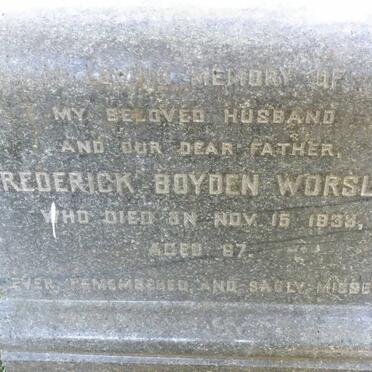 MEMORY OF
MY BELOVED HUSBAND
AND OUR DEAR FATHER,
REDERICK BOYDEN WORSL
WHO DIED ON NOV. 15 1938,
AGED 67.
EVER REMEMBERED AND SADLY MISSE